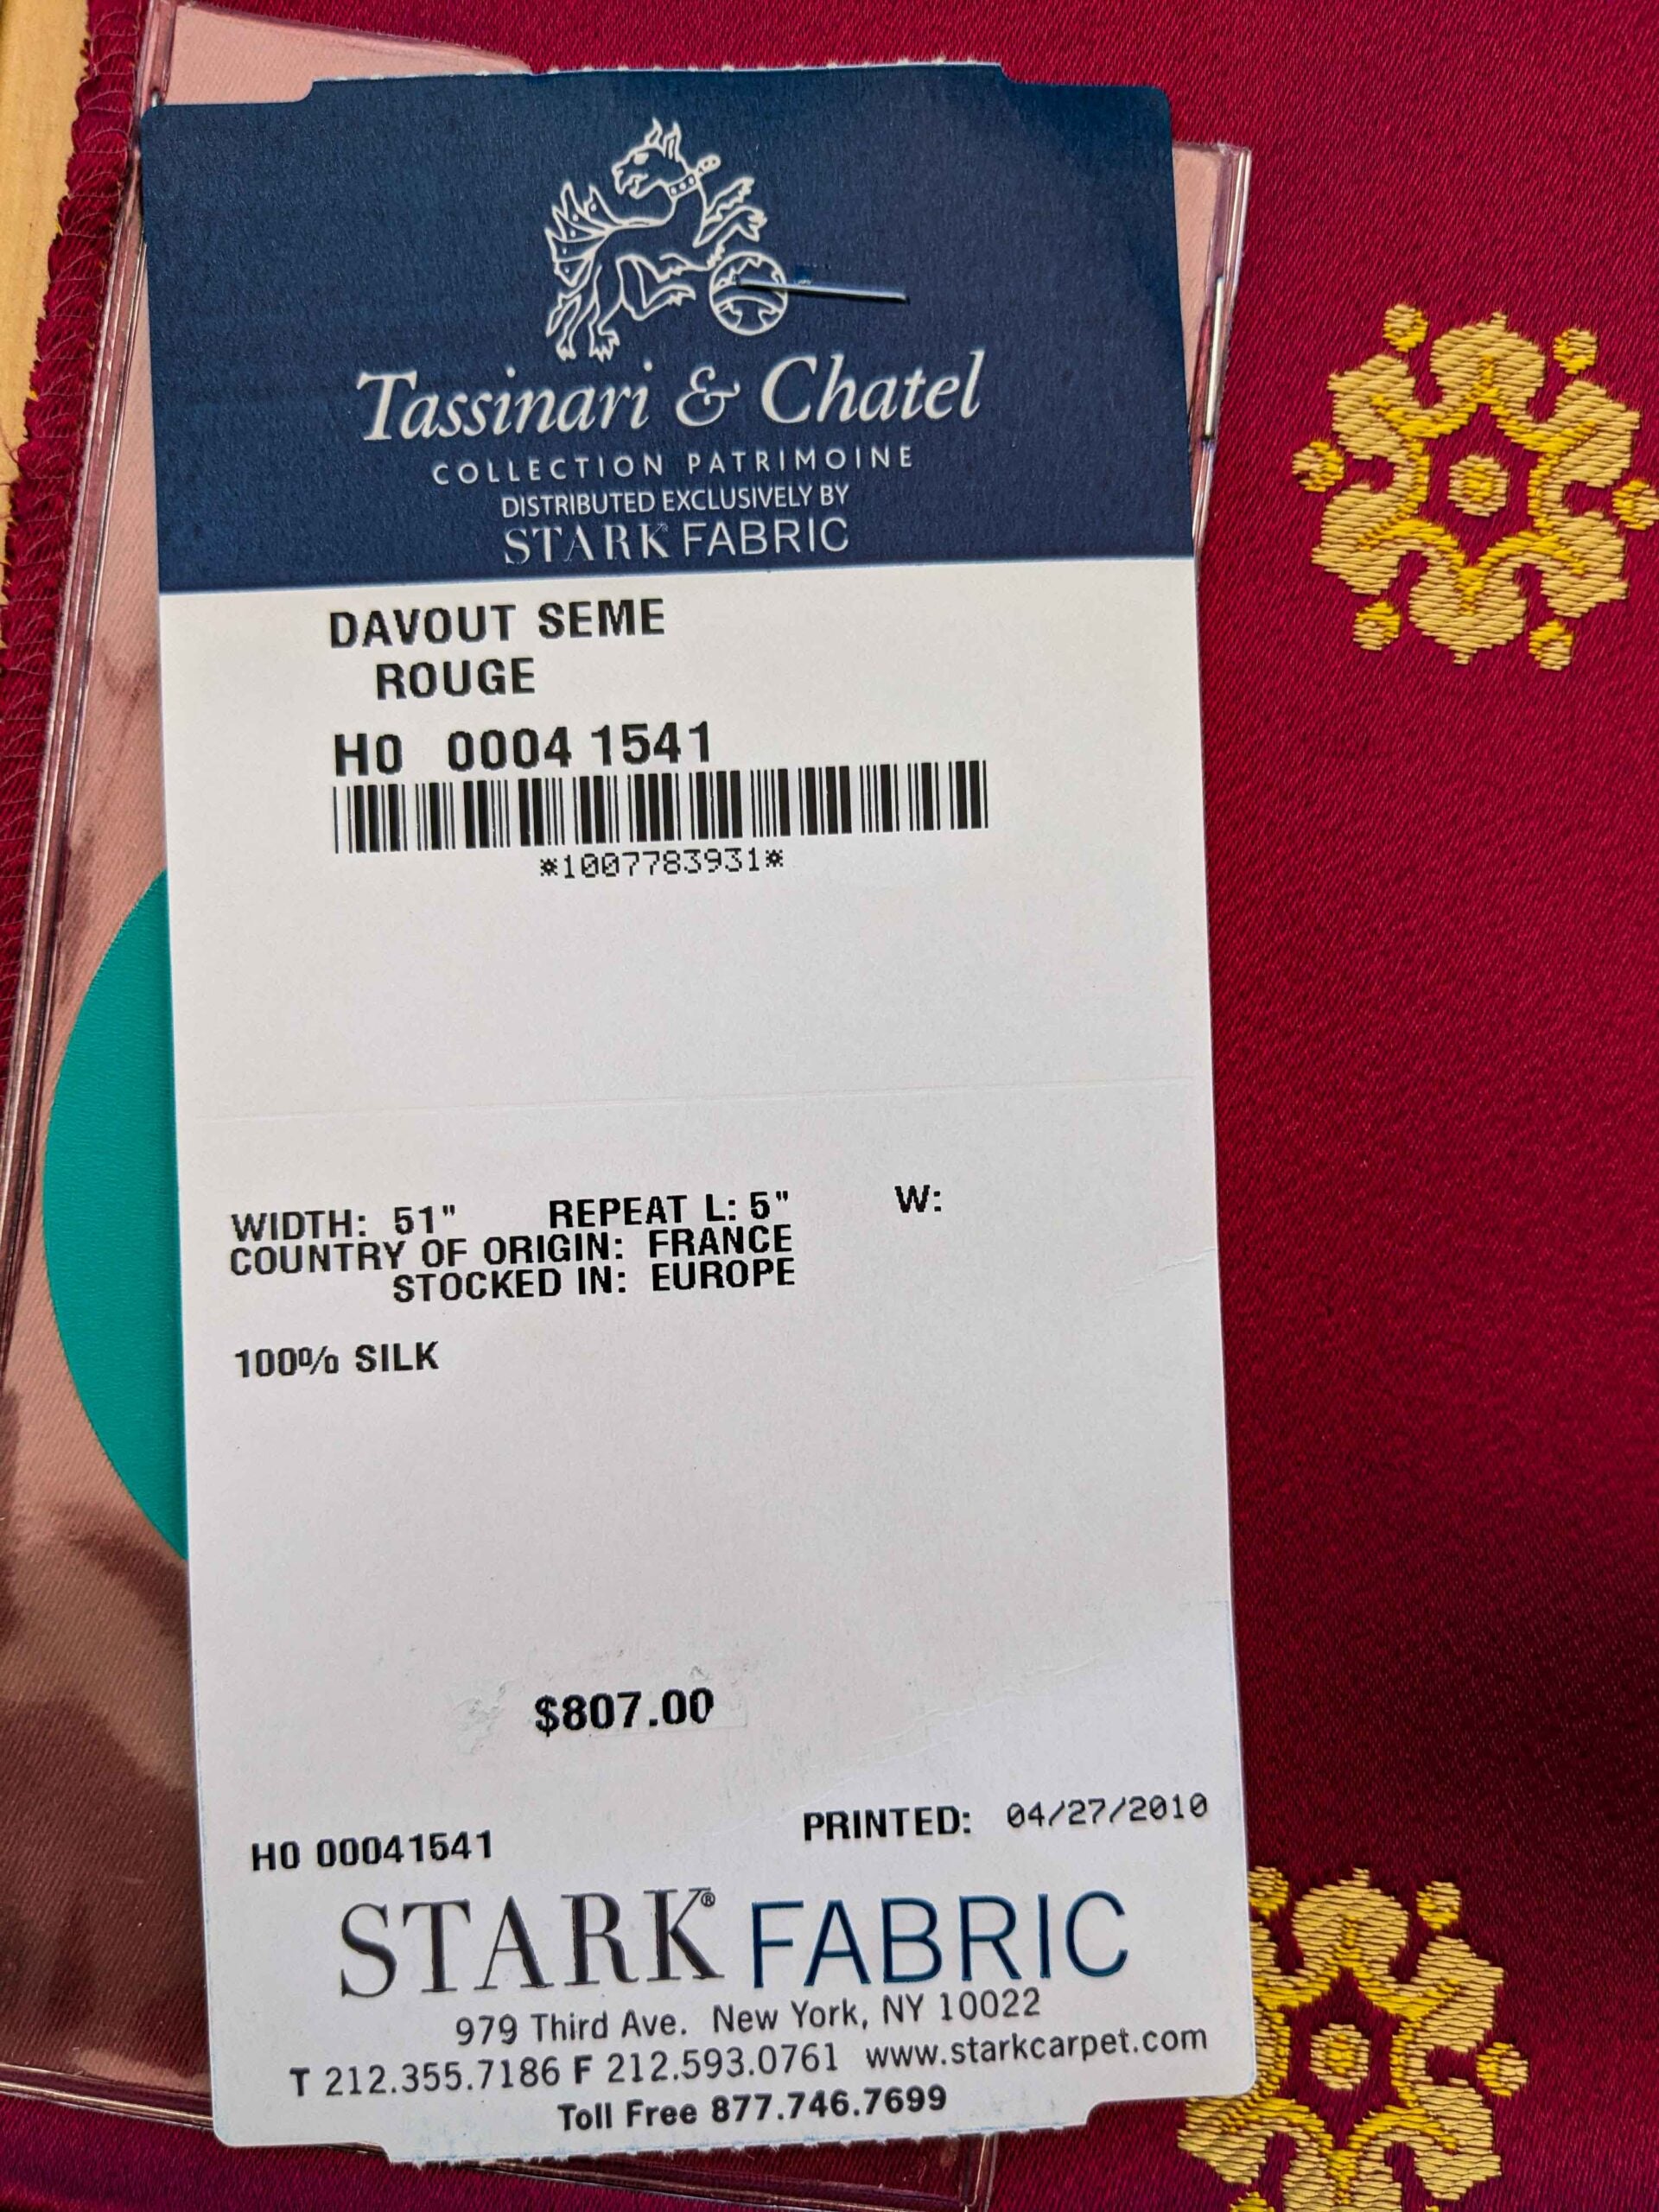 Tassinari & Chatel
COLLECTION PATRIMOINE
DISTRIBUTED EXCLUSIVELY BY
STARK FABRIC
DAVOUT SEME
ROUGE
H0 0004 1541
*1007783931*
WIDTH: 51" REPEAT L: 5" W:
COUNTRY OF ORIGIN: FRANCE
STOCKED IN: EUROPE
100% SILK
$807.00
PRINTED: 04/27/2010
H0 00041541
STARK® FABRIC
979 Third Ave. New York, NY 10022
T 212.355.7186 F 212.593.0761 www.starkcarpet.com
Toll Free 877.746.7699